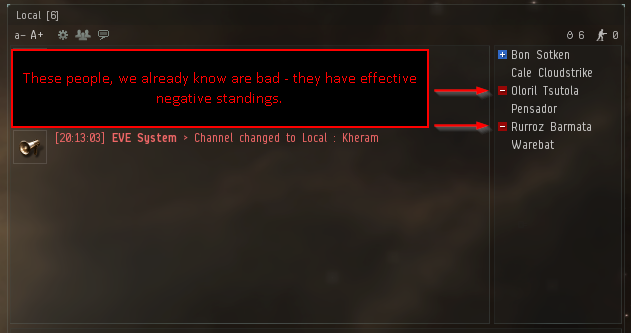 Local [6]
a- A+
6 0
These people, we already know are bad - they have effective
negative standings.
[20:13:03] EVE System > Channel changed to Local : Kheram
Bon Sotken
Cale Cloudstrike
Oloril Tsutola
Pensador
Rurroz Barmata
Warebat